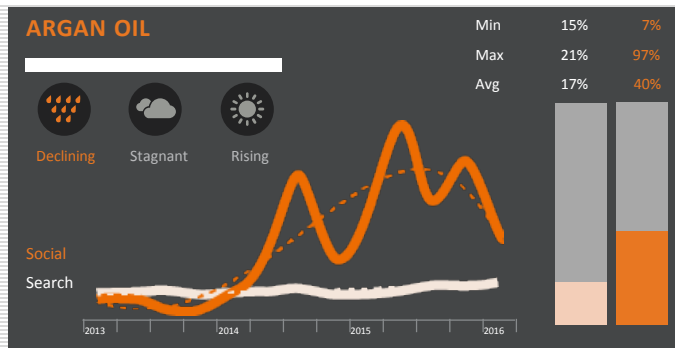 ARGAN OIL
Min 15% 7%
Max 21% 97%
Avg 17% 40%
Declining Stagnant Rising
Social
Search
2013 2014 2015 2016